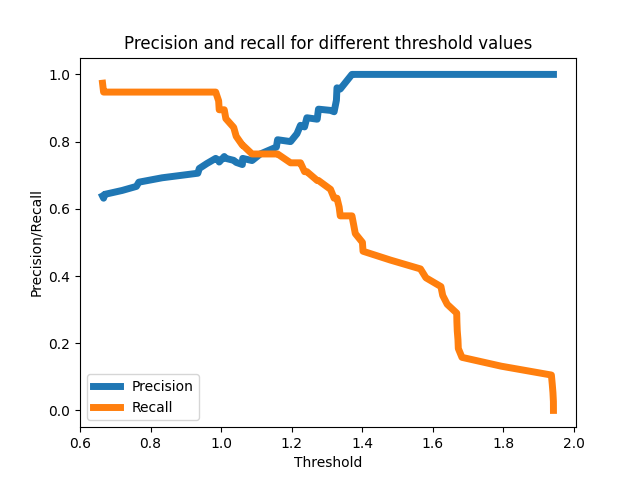 Precision and recall for different threshold values
Precision/Recall
1.0
0.8
0.6
0.4
0.2
0.0
Precision
Recall
0.6 0.8 1.0 1.2 1.4 1.6 1.8 2.0
Threshold